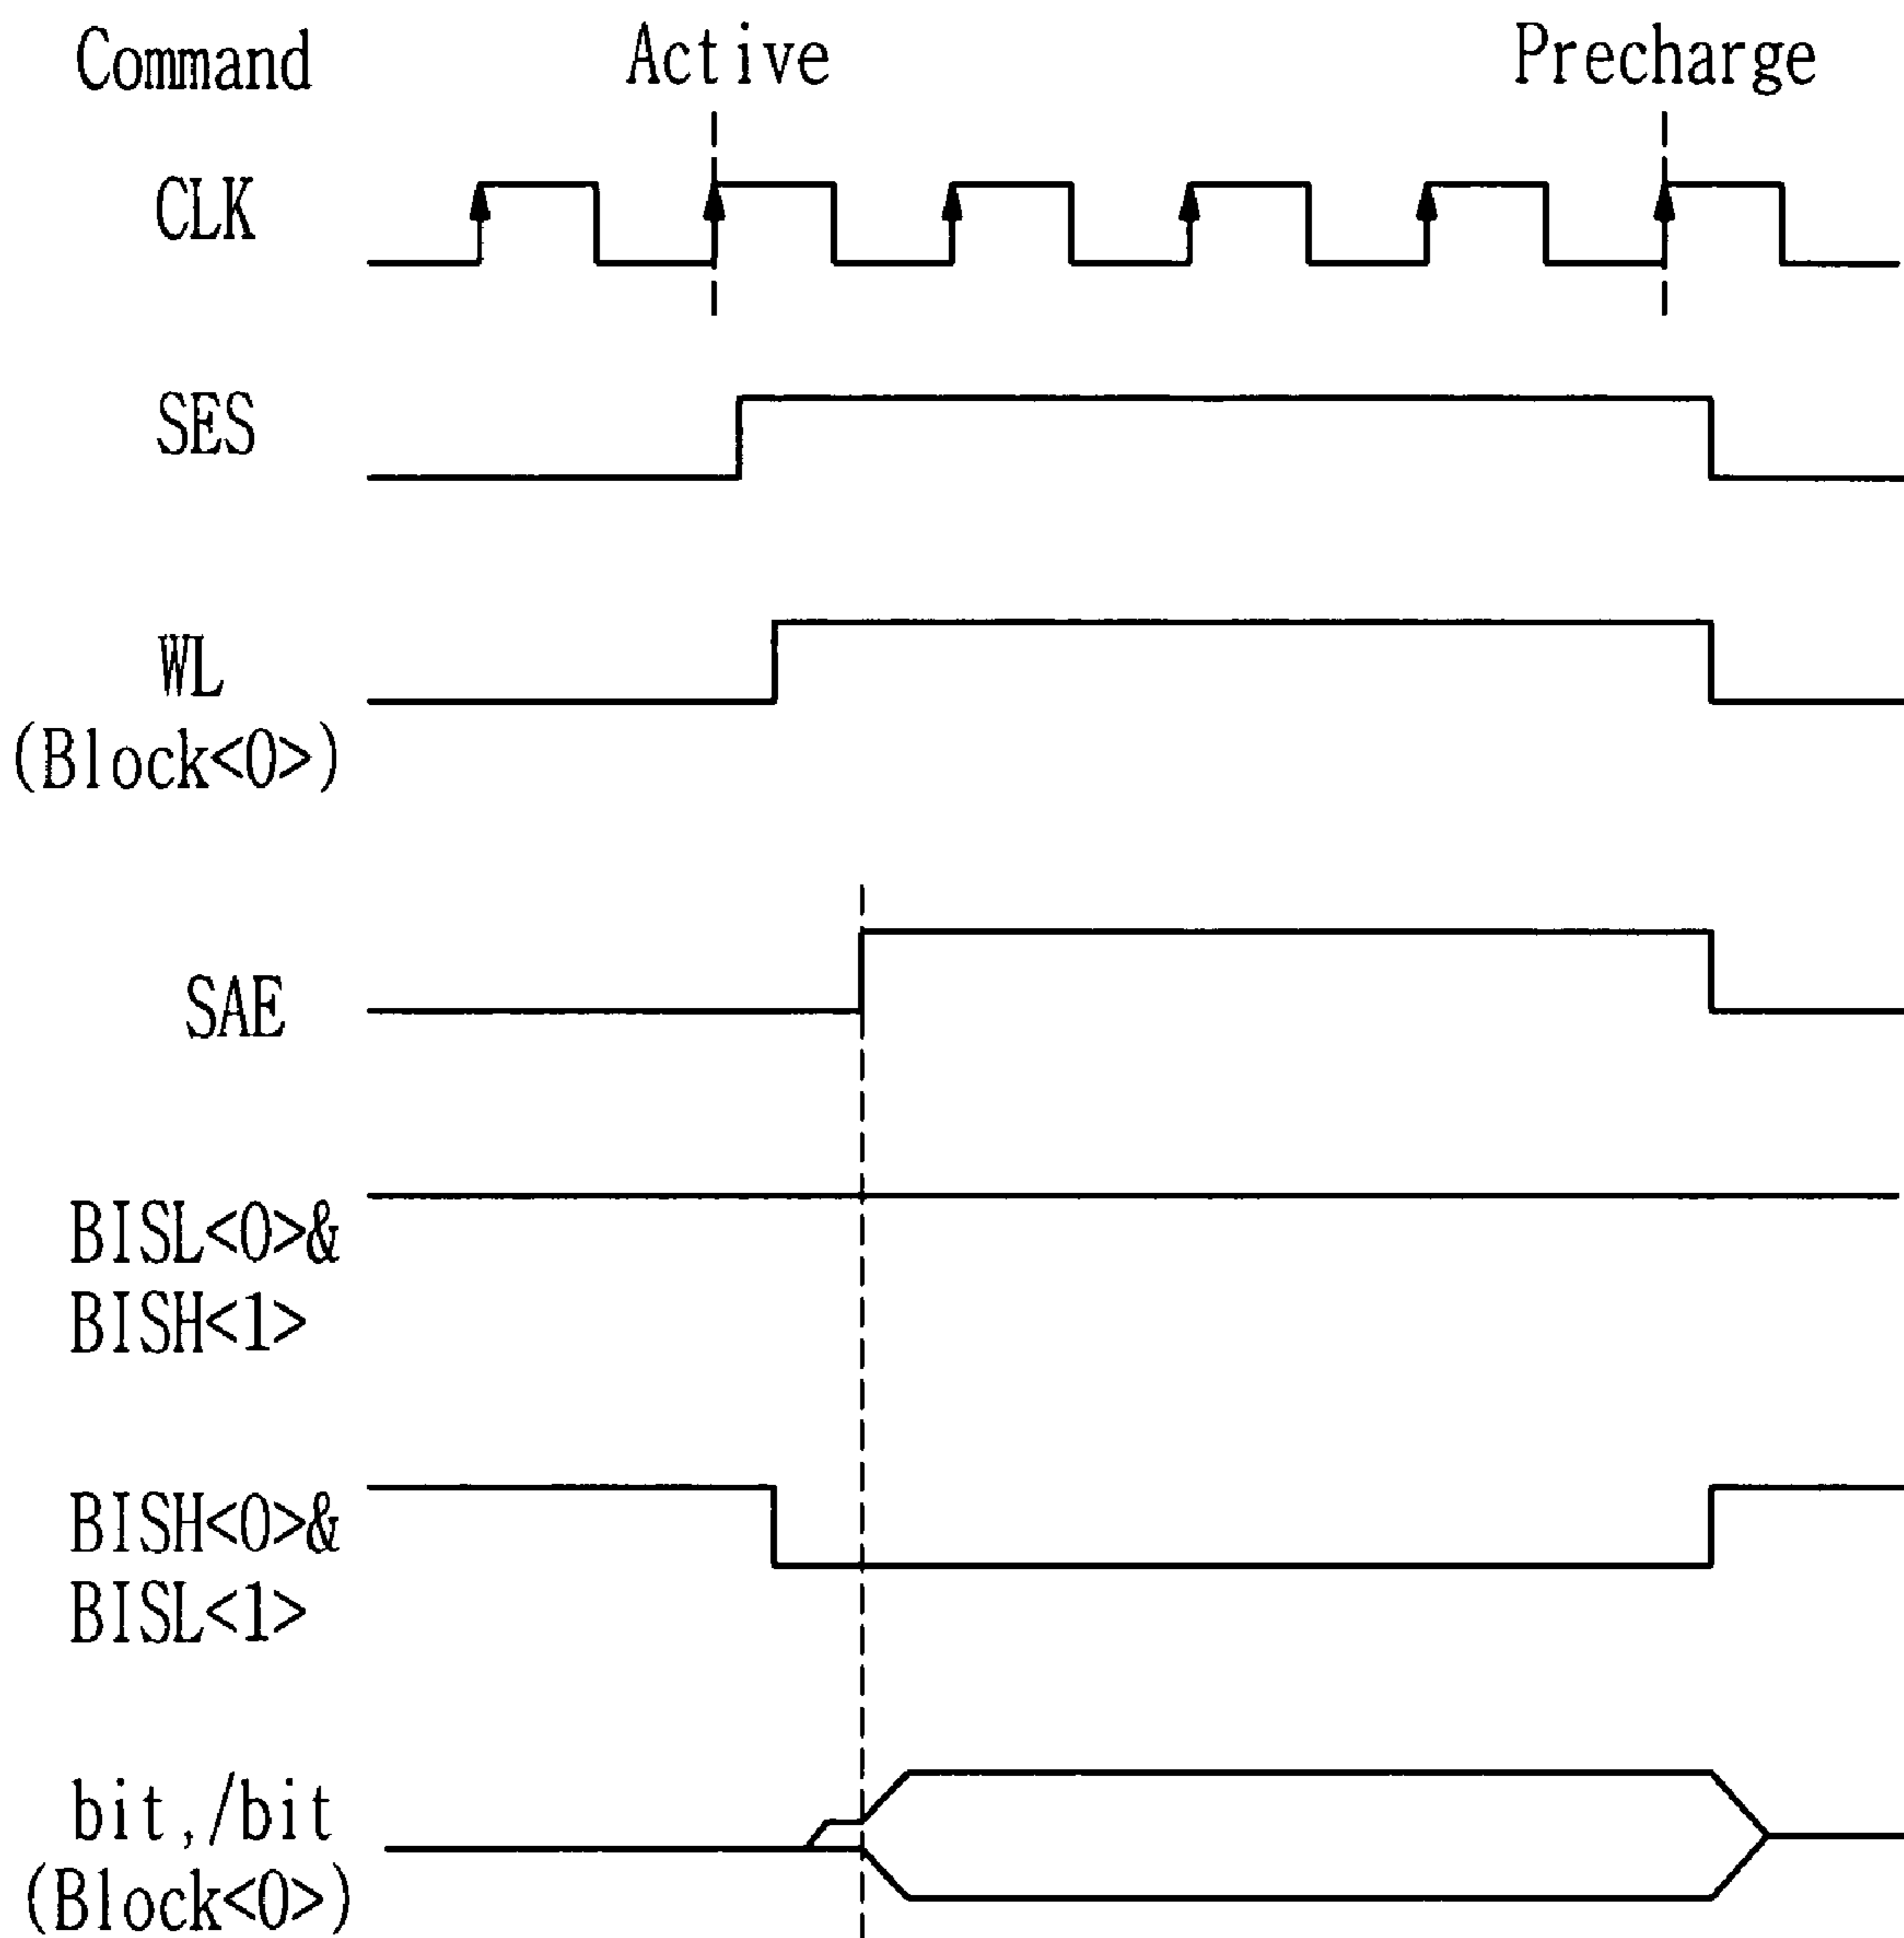 Command Active Precharge
CLK
SES
WL
(Block<0>)
SAE
BISL<0>&
BISH<1>
BISH<0>&
BISL<1>
bit,/bit
(Block<0>)